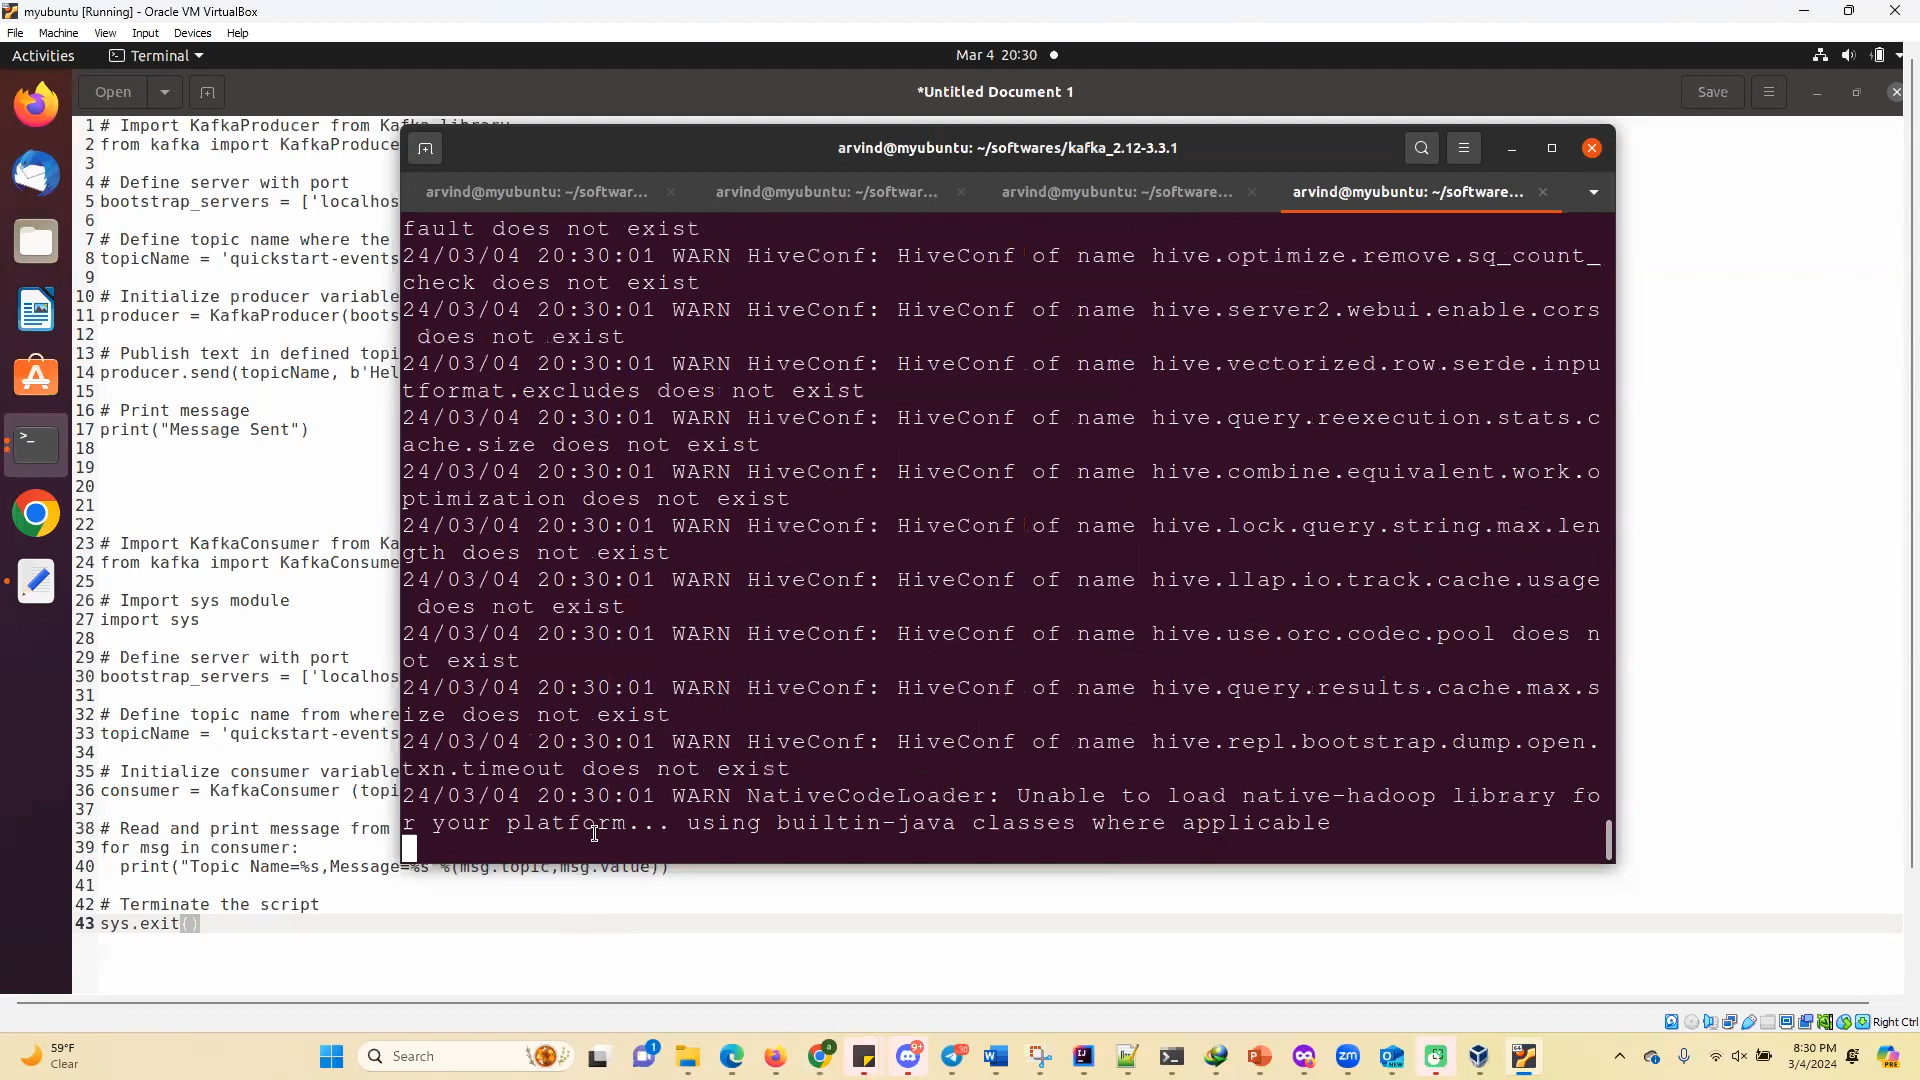 myubuntu [Running] - Oracle VM VirtualBox
File Machine View Input Devices Help
Activities Terminal Mar 4 20:30
Open *Untitled Document 1 Save
1 # Import KafkaProducer from Kafka library
2 from kafka import KafkaProduce
3
4 # Define server with port
5 bootstrap_servers = ['localhos
6
7 # Define topic name where the
8 topicName = 'quickstart-events
9
10 # Initialize producer variable
11 producer = KafkaProducer(boots
12
13 # Publish text in defined topi
14 producer.send(topicName, b'Hel
15
16 # Print message
17 print("Message Sent")
18
19
20
21
22
23 # Import KafkaConsumer from Ka
24 from kafka import KafkaConsume
25
26 # Import sys module
27 import sys
28
29 # Define server with port
30 bootstrap_servers = ['localhos
31
32 # Define topic name from where
33 topicName = 'quickstart-events
34
35 # Initialize consumer variable
36 consumer = KafkaConsumer (topi
37
38 # Read and print message from
39 for msg in consumer:
40 print("Topic Name=%s,Message=%s"%(msg.topic,msg.value))
41
42 # Terminate the script
43 sys.exit()
arvind@myubuntu: ~/softwares/kafka_2.12-3.3.1
arvind@myubuntu: ~/softwar... arvind@myubuntu: ~/softwar... arvind@myubuntu: ~/software... arvind@myubuntu: ~/software...
fault does not exist
24/03/04 20:30:01 WARN HiveConf: HiveConf of name hive.optimize.remove.sq_count_
check does not exist
24/03/04 20:30:01 WARN HiveConf: HiveConf of name hive.server2.webui.enable.cors
does not exist
24/03/04 20:30:01 WARN HiveConf: HiveConf of name hive.vectorized.row.serde.inpu
tformat.excludes does not exist
24/03/04 20:30:01 WARN HiveConf: HiveConf of name hive.query.reexecution.stats.c
ache.size does not exist
24/03/04 20:30:01 WARN HiveConf: HiveConf of name hive.combine.equivalent.work.o
ptimization does not exist
24/03/04 20:30:01 WARN HiveConf: HiveConf of name hive.lock.query.string.max.len
gth does not exist
24/03/04 20:30:01 WARN HiveConf: HiveConf of name hive.llap.io.track.cache.usage
does not exist
24/03/04 20:30:01 WARN HiveConf: HiveConf of name hive.use.orc.codec.pool does n
ot exist
24/03/04 20:30:01 WARN HiveConf: HiveConf of name hive.query.results.cache.max.s
ize does not exist
24/03/04 20:30:01 WARN HiveConf: HiveConf of name hive.repl.bootstrap.dump.open.
txn.timeout does not exist
24/03/04 20:30:01 WARN NativeCodeLoader: Unable to load native-hadoop library fo
r your platform... using builtin-java classes where applicable
Right Ctrl
59°F
Clear
Search
8:30 PM
3/4/2024